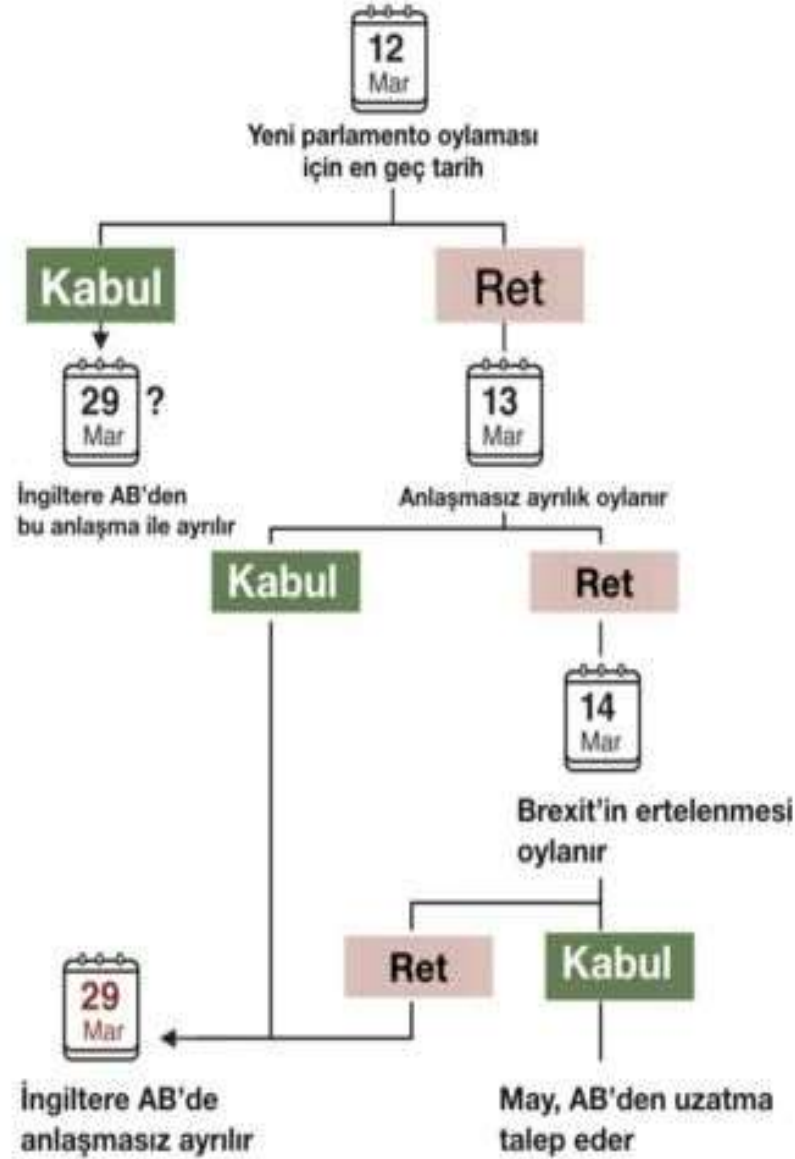 12
Mar
Yeni parlamento oylaması
için en geç tarih
Kabul
Ret
29 ?
Mar
13
Mar
İngiltere AB'den
bu anlaşma ile ayrılır
Anlaşmasız ayrılık oylanır
Kabul
Ret
14
Mar
Brexit'in ertelenmesi
oylanır
Ret
Kabul
29
Mar
İngiltere AB'de
anlaşmasız ayrılır
May, AB'den uzatma
talep eder